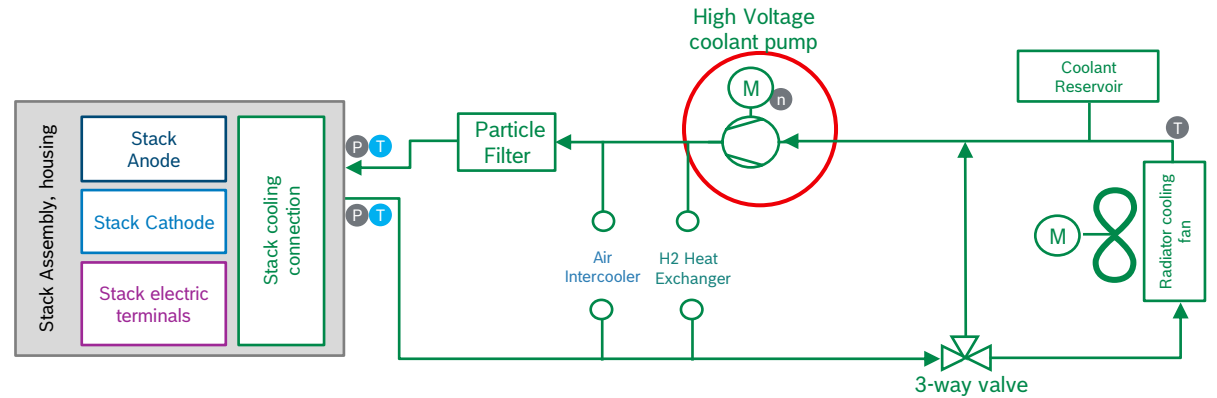 High Voltage
coolant pump
M
n
Coolant
Reservoir
T
Stack Assembly, housing
Stack
Anode
Stack Cathode
Stack electric
terminals
Stack cooling
connection
P
T
P
T
Particle
Filter
Air
Intercooler
H2 Heat
Exchanger
M
Radiator cooling
fan
3-way valve